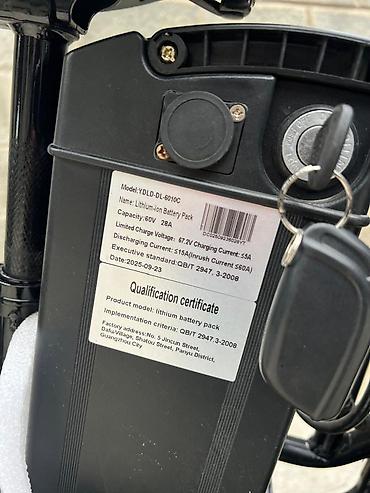 Model:YDLD-DL-6010C
Name: Lithium-ion Battery Pack
Capacity:60V 28A
Limited Charge Voltage: 67.2V Charging Current: ≤5A
Discharging Current: ≤15A(Inrush Current ≤60A)
Executive standard:QB/T 2947. 3-2008
Date:2025-09-23
Qualification certificate
Product model: lithium battery pack
Implementation criteria: QB/T 2947.3-2008
Factory address:No. 5 Jincun Street,
Dafu/Village, Shatou Street, Panyu District,
Guangzhou City